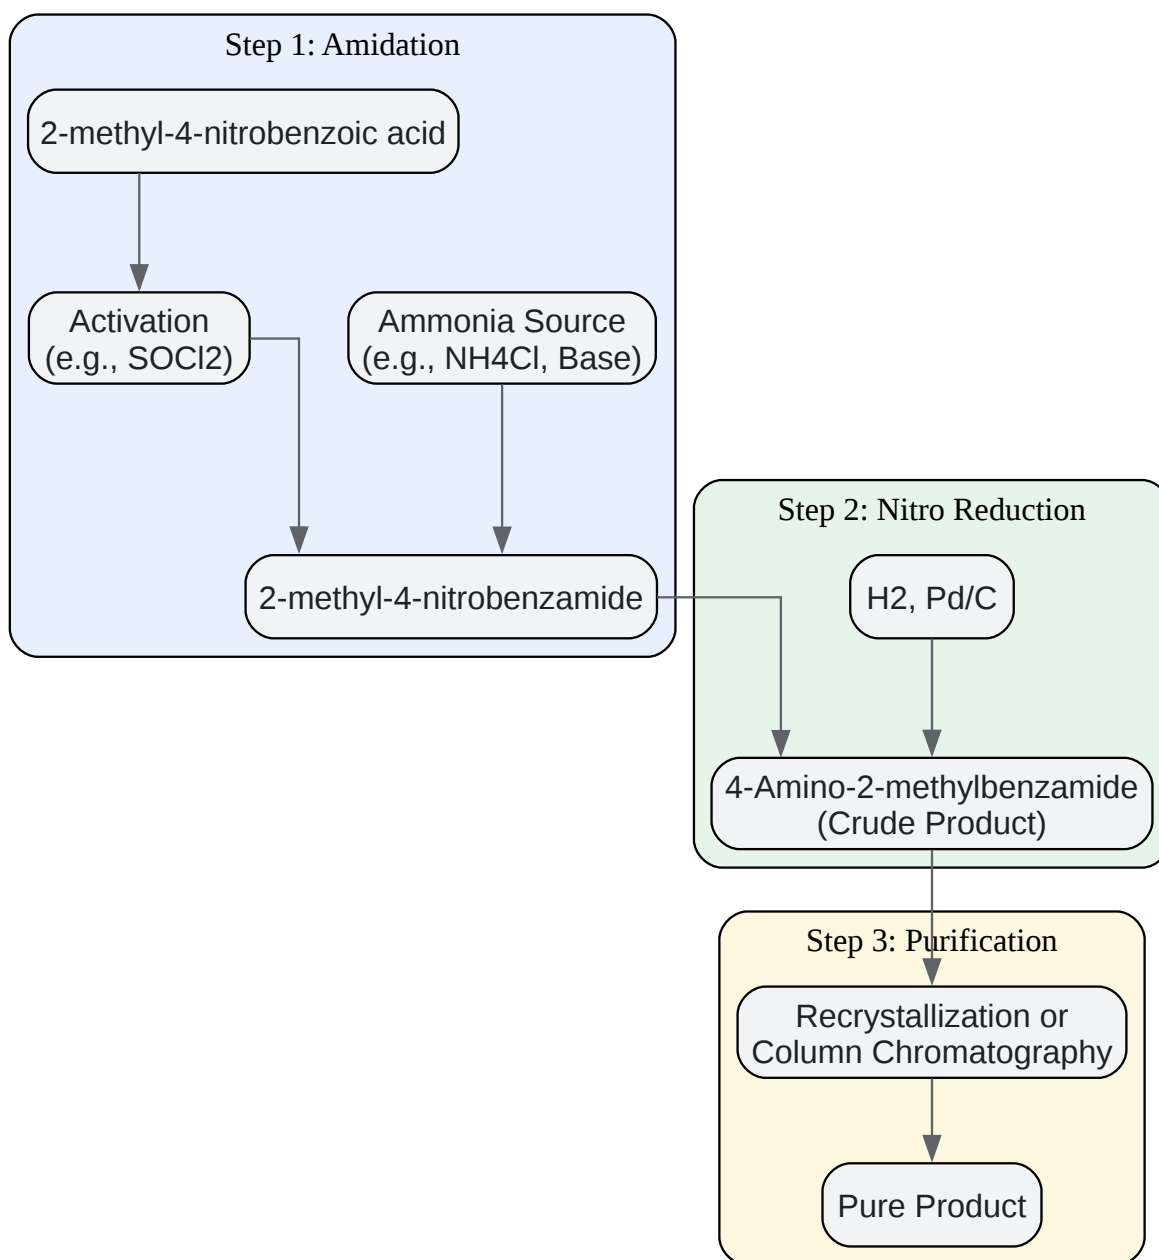 Step 1: Amidation
2-methyl-4-nitrobenzoic acid
Activation
(e.g., SOCl2)
Ammonia Source
(e.g., NH4Cl, Base)
2-methyl-4-nitrobenzamide
Step 2: Nitro Reduction
H2, Pd/C
4-Amino-2-methylbenzamide
(Crude Product)
Step 3: Purification
Recrystallization or
Column Chromatography
Pure Product